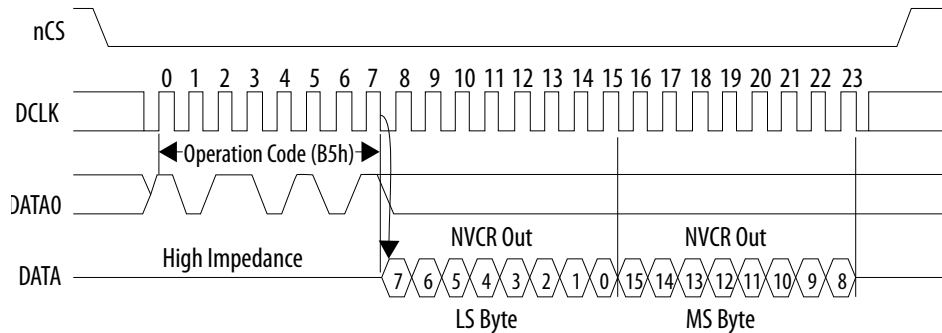 nCS
0 1 2 3 4 5 6 7 8 9 10 11 12 13 14 15 16 17 18 19 20 21 22 23
DCLK
Operation Code (B5h)
DATA0
NVCR Out NVCR Out
High Impedance
DATA
7 6 5 4 3 2 1 0 15 14 13 12 11 10 9 8
LS Byte MS Byte